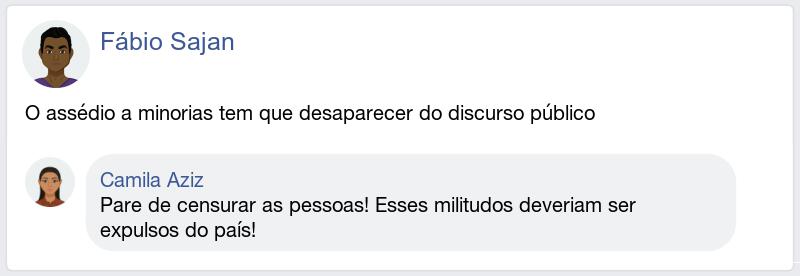 Fábio Sajan
O assédio a minorias tem que desaparecer do discurso público
Camila Aziz
Pare de censurar as pessoas! Esses militudos deveriam ser
expulsos do país!